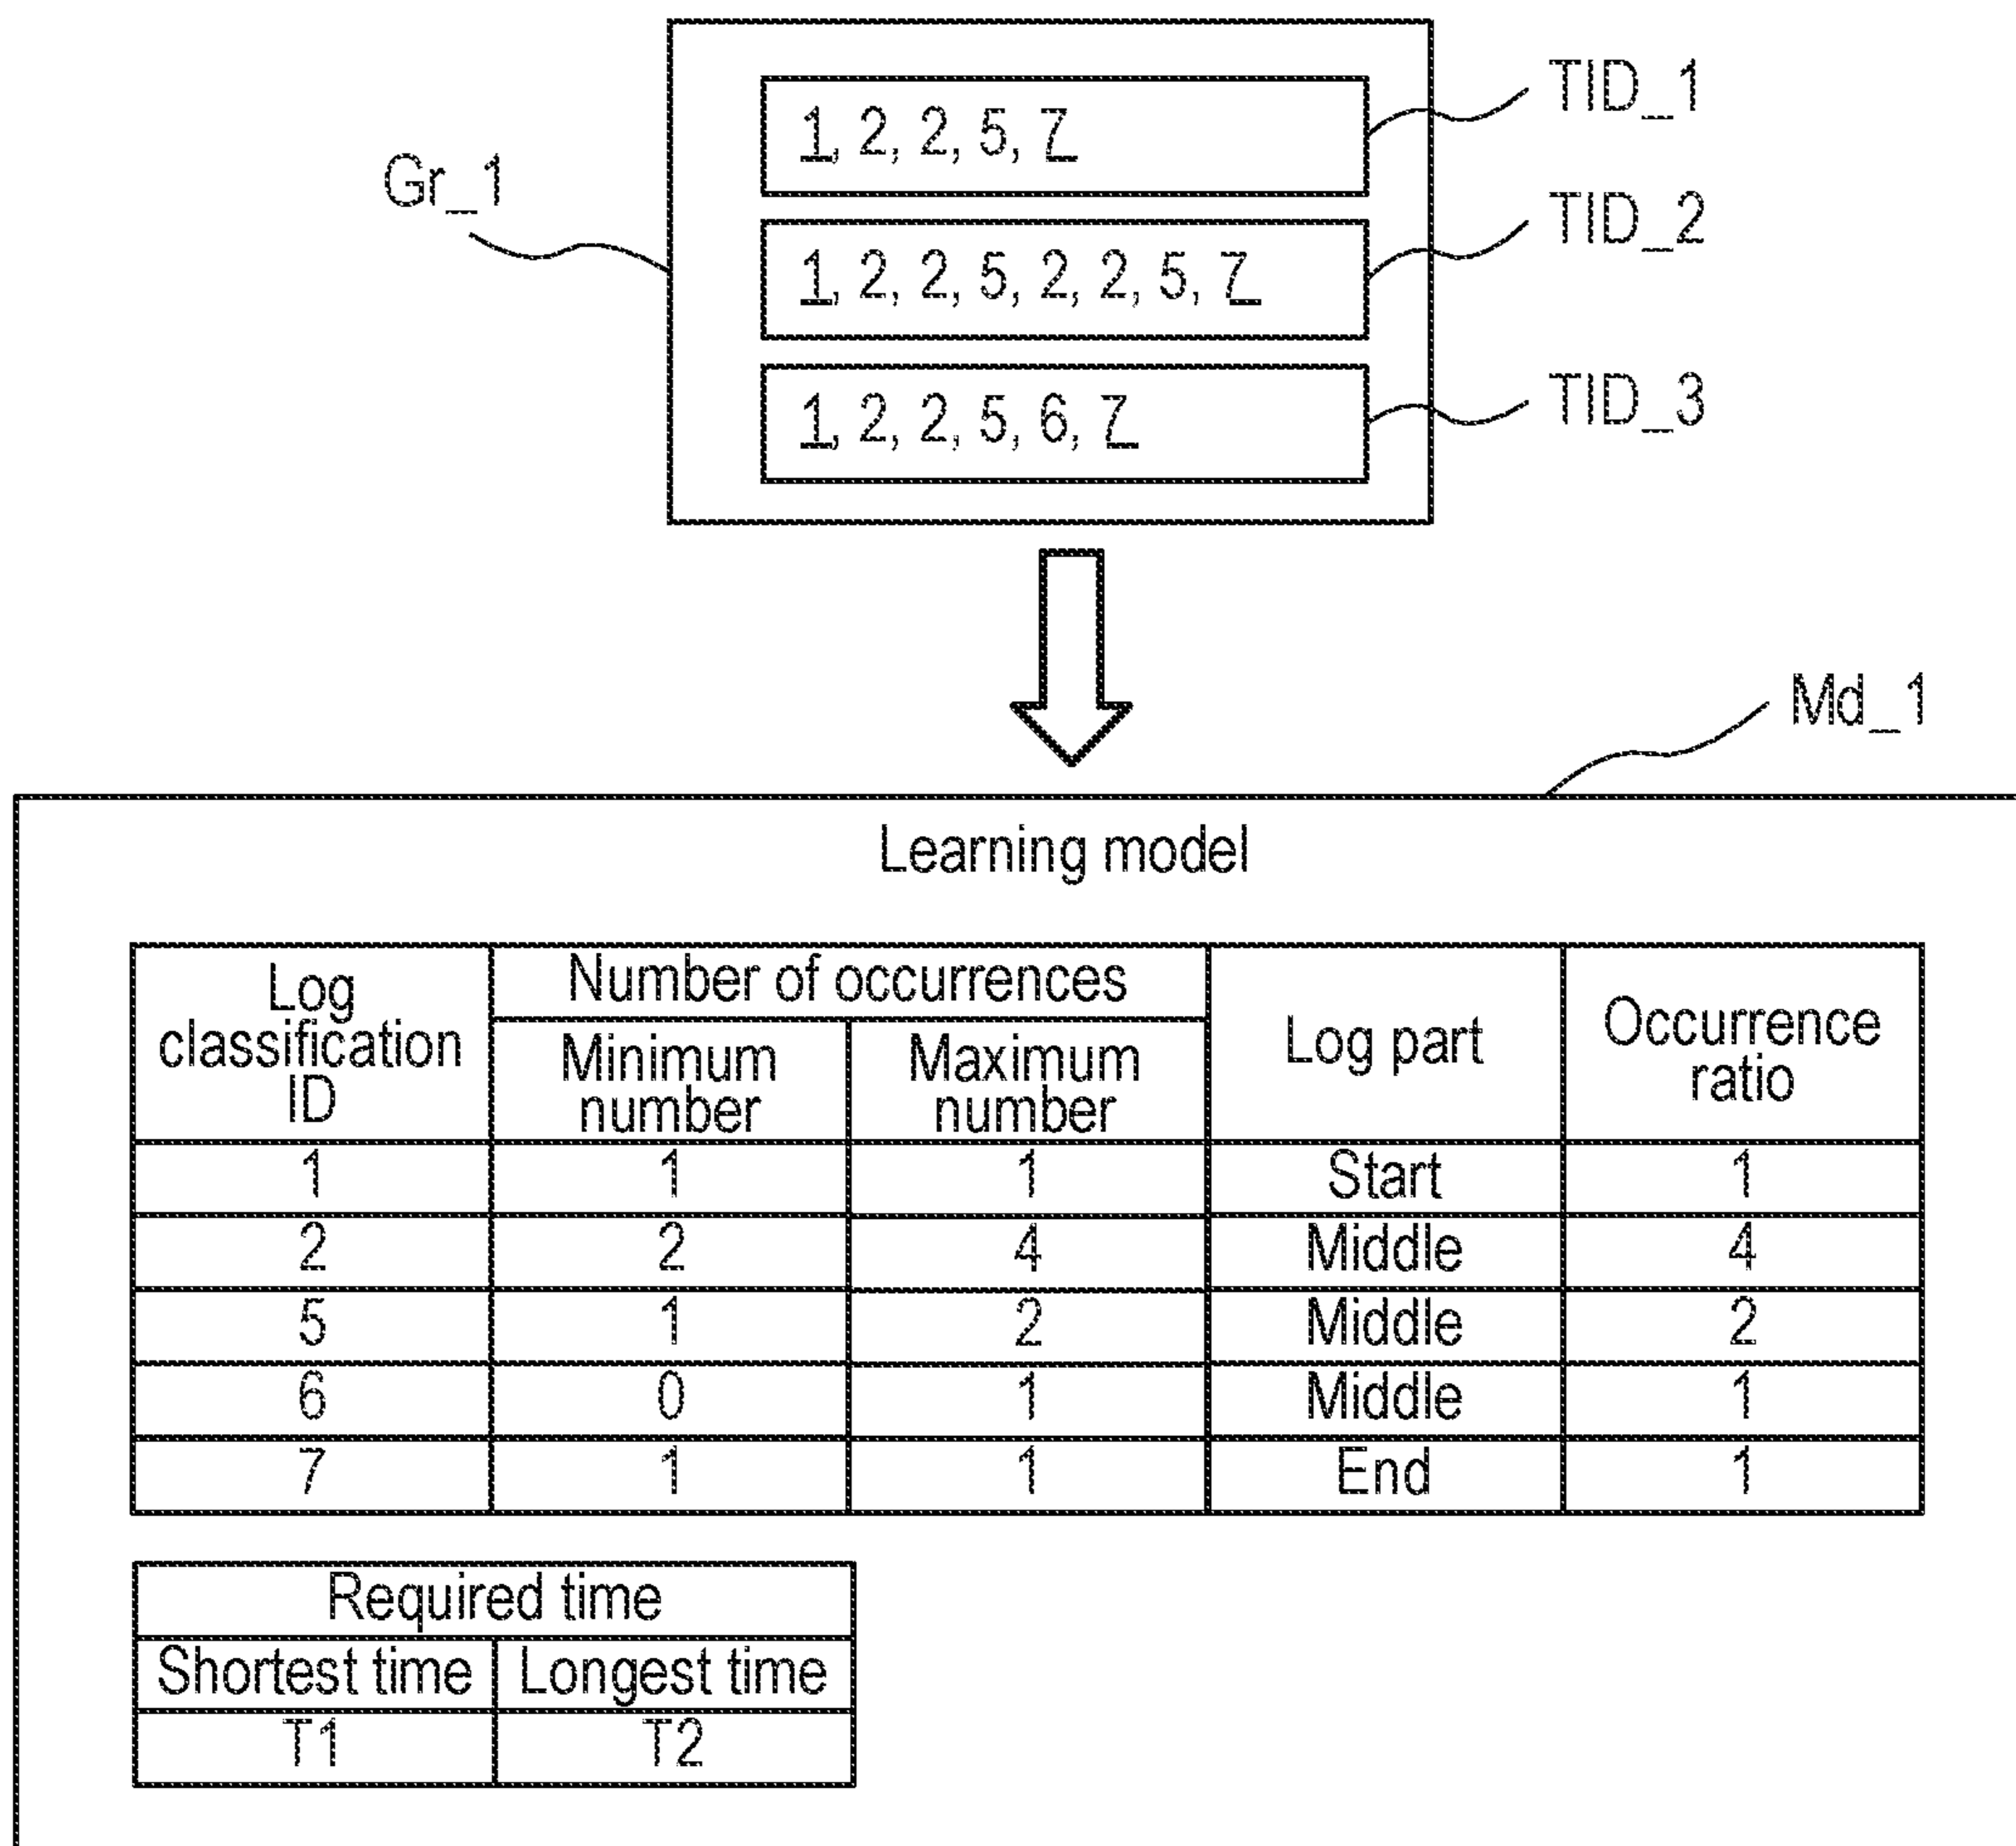 1, 2, 2, 5, 7
TID_1
Gr_1
1, 2, 2, 5, 2, 2, 5, 7
TID_2
1, 2, 2, 5, 6, 7
TID_3
Md_1
Learning model
Log
classification
ID
Number of occurrences
Minimum
number
Maximum
number
Log part
Occurrence
ratio
1 1 1 Start 1
2 2 4 Middle 4
5 1 2 Middle 2
6 0 1 Middle 1
7 1 1 End 1
Required time
Shortest time Longest time
T1 T2